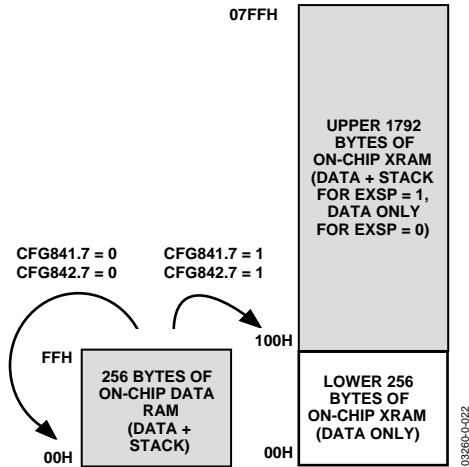 07FFH
UPPER 1792
BYTES OF
ON-CHIP XRAM
(DATA + STACK
FOR EXSP = 1,
DATA ONLY
FOR EXSP = 0)
CFG841.7 = 0
CFG842.7 = 0
CFG841.7 = 1
CFG842.7 = 1
100H
FFH
256 BYTES OF
ON-CHIP DATA
RAM
(DATA +
STACK)
00H
LOWER 256
BYTES OF
ON-CHIP XRAM
(DATA ONLY)
00H
03260-0-022